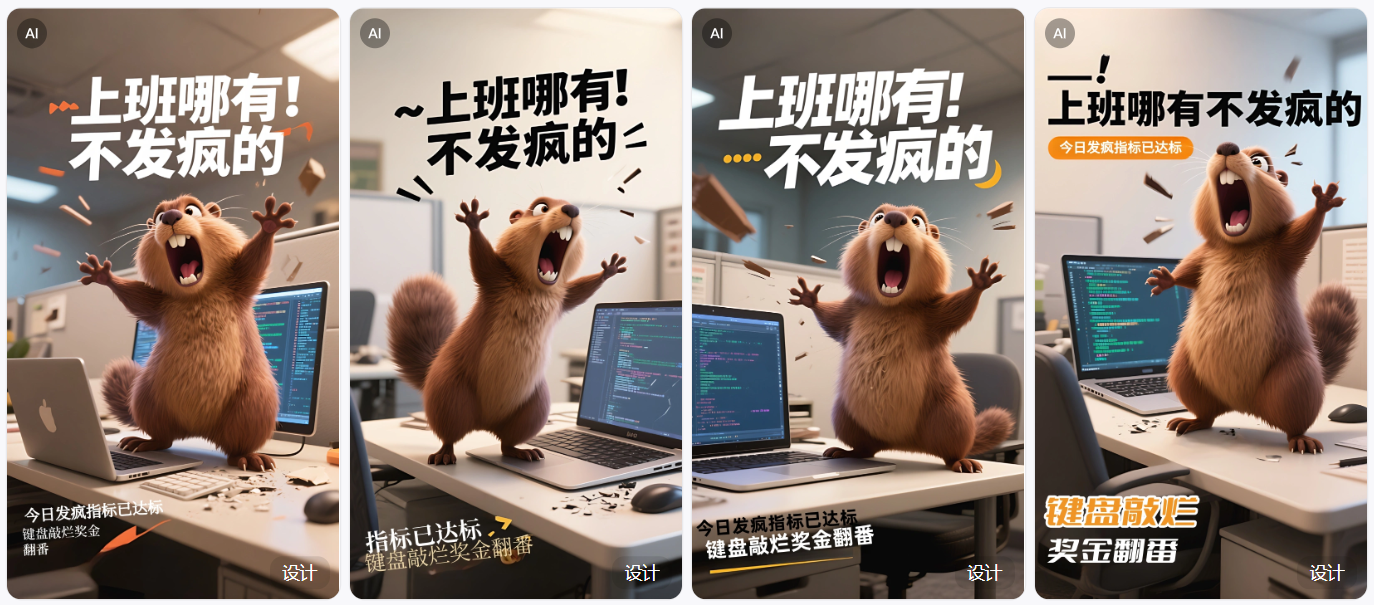 AI
上班哪有!
不发疯的
今日发疯指标已达标
键盘敲烂奖金
翻番
设计
AI
~上班哪有!
不发疯的
指标已达标
键盘敲烂奖金翻番
设计
AI
上班哪有!
不发疯的
今日发疯指标已达标
键盘敲烂奖金翻番
设计
AI
—!
上班哪有不发疯的
今日发疯指标已达标
键盘敲烂
奖金翻番
设计